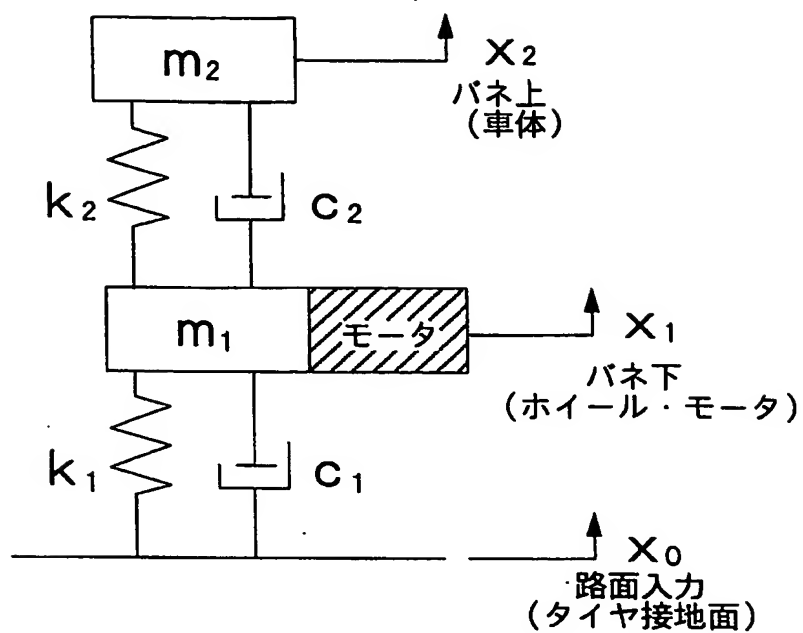 m₂
x₂
バネ上
(車体)
k₂
c₂
m₁
モータ
x₁
バネ下
(ホイール・モータ)
k₁
c₁
x₀
路面入力
(タイヤ接地面)